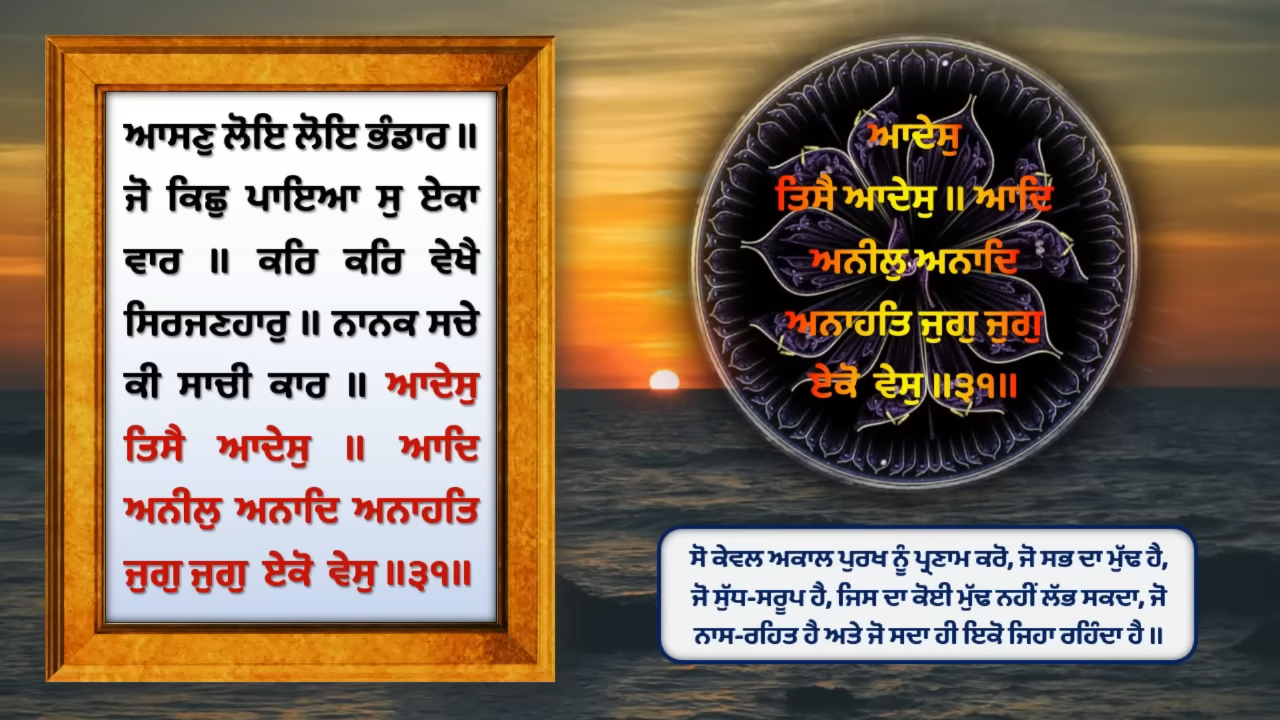 ਆਸਣੁ ਲੋਇ ਲੋਇ ਭੰਡਾਰ ॥
ਜੋ ਕਿਛੁ ਪਾਇਆ ਸੁ ਏਕਾ
ਵਾਰ ॥ ਕਰਿ ਕਰਿ ਵੇਖੈ
ਸਿਰਜਣਹਾਰੁ ॥ ਨਾਨਕ ਸਚੇ
ਕੀ ਸਾਚੀ ਕਾਰ ॥ ਆਦੇਸੁ
ਤਿਸੈ ਆਦੇਸੁ ॥ ਆਦਿ
ਅਨੀਲੁ ਅਨਾਦਿ ਅਨਾਹਤਿ
ਜੁਗੁ ਜੁਗੁ ਏਕੋ ਵੇਸੁ ॥੩੧॥
ਆਦੇਸੁ
ਤਿਸੈ ਆਦੇਸੁ ॥ ਆਦਿ
ਅਨੀਲੁ ਅਨਾਦਿ
ਅਨਾਹਤਿ ਜੁਗੁ ਜੁਗੁ
ਏਕੋ ਵੇਸੁ ॥੩੧॥
ਸੋ ਕੇਵਲ ਅਕਾਲ ਪੁਰਖ ਨੂੰ ਪ੍ਰਣਾਮ ਕਰੋ, ਜੋ ਸਭ ਦਾ ਮੁੱਢ ਹੈ,
ਜੋ ਸੁੱਧ-ਸਰੂਪ ਹੈ, ਜਿਸ ਦਾ ਕੋਈ ਮੁੱਢ ਨਹੀਂ ਲੱਭ ਸਕਦਾ, ਜੋ
ਨਾਸ-ਰਹਿਤ ਹੈ ਅਤੇ ਜੋ ਸਦਾ ਹੀ ਇਕੋ ਜਿਹਾ ਰਹਿੰਦਾ ਹੈ ॥